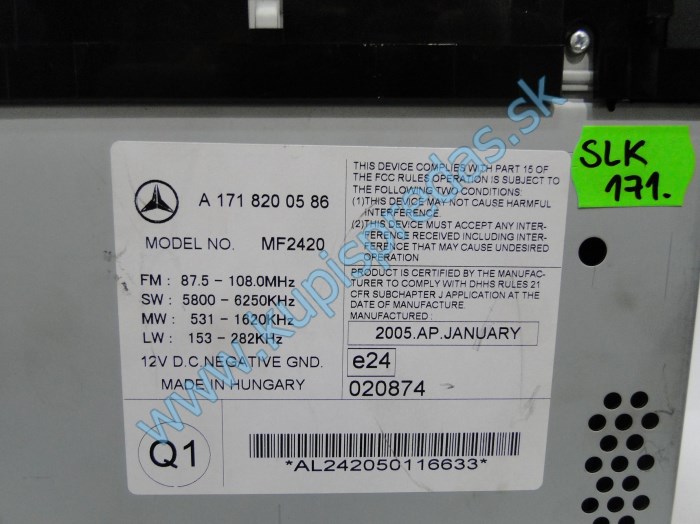 A 171 820 05 86
MODEL NO. MF2420
FM : 87.5 - 108.0MHz
SW : 5800 - 6250KHz
MW : 531 - 1620KHz
LW : 153 - 282KHz
12V D.C.NEGATIVE GND.
MADE IN HUNGARY
THIS DEVICE COMPLIES WITH PART 15 OF
THE FCC RULES OPERATION IS SUBJECT TO
THE FOLLOWING TWO CONDITIONS:
(1)THIS DEVICE MAY NOT CAUSE HARMFUL
INTERFERENCE
(2)THIS DEVICE MUST ACCEPT ANY INTER-
FERENCE RECEIVED INCLUDING INTER-
FERENCE THAT MAY CAUSE UNDESIRED
OPERATION
PRODUCT IS CERTIFIED BY THE MANUFAC-
TURER TO COMPLY WITH DHHS RULES 21
CFR SUBCHAPTER J APPLICATION AT THE
DATE OF MANUFACTURE.
MANUFACTURED :
2005.AP.JANUARY
e24
020874
Q1
*AL242050116633*
SLK
171.
www.kupispredas.sk